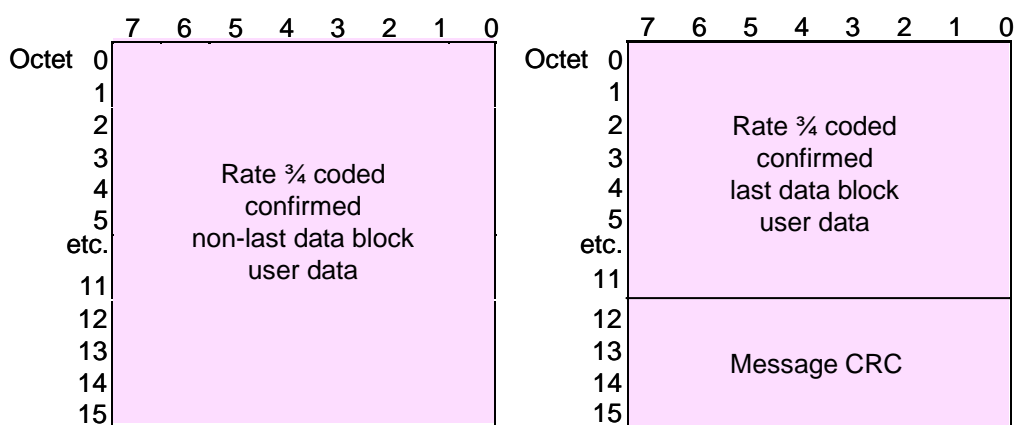 7 6 5 4 3 2 1 0
Octet 0
1
2
3
4
5
etc.
11
12
13
14
15
Rate ¾ coded
confirmed
non-last data block
user data
7 6 5 4 3 2 1 0
Octet 0
1
2
3
4
5
etc.
11
12
13
14
15
Rate ¾ coded
confirmed
last data block
user data
Message CRC